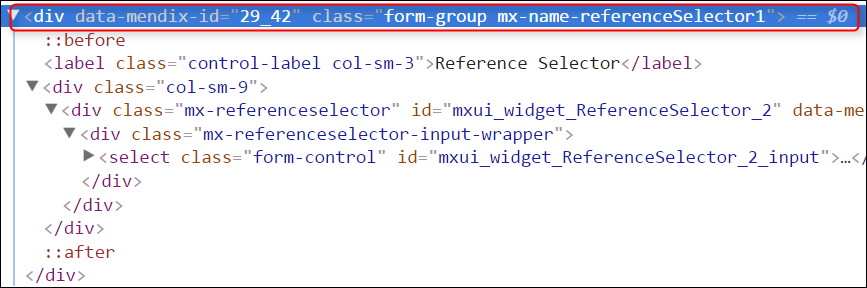 ▼<div data-mendix-id="29_42" class="form-group mx-name-referenceSelector1"> == $0
::before
<label class="control-label col-sm-3">Reference Selector</label>
▼<div class="col-sm-9">
▼<div class="mx-referenceselector" id="mxui_widget_ReferenceSelector_2" data-me
▼<div class="mx-referenceselector-input-wrapper">
▶<select class="form-control" id="mxui_widget_ReferenceSelector_2_input">…</
</div>
</div>
</div>
::after
</div>